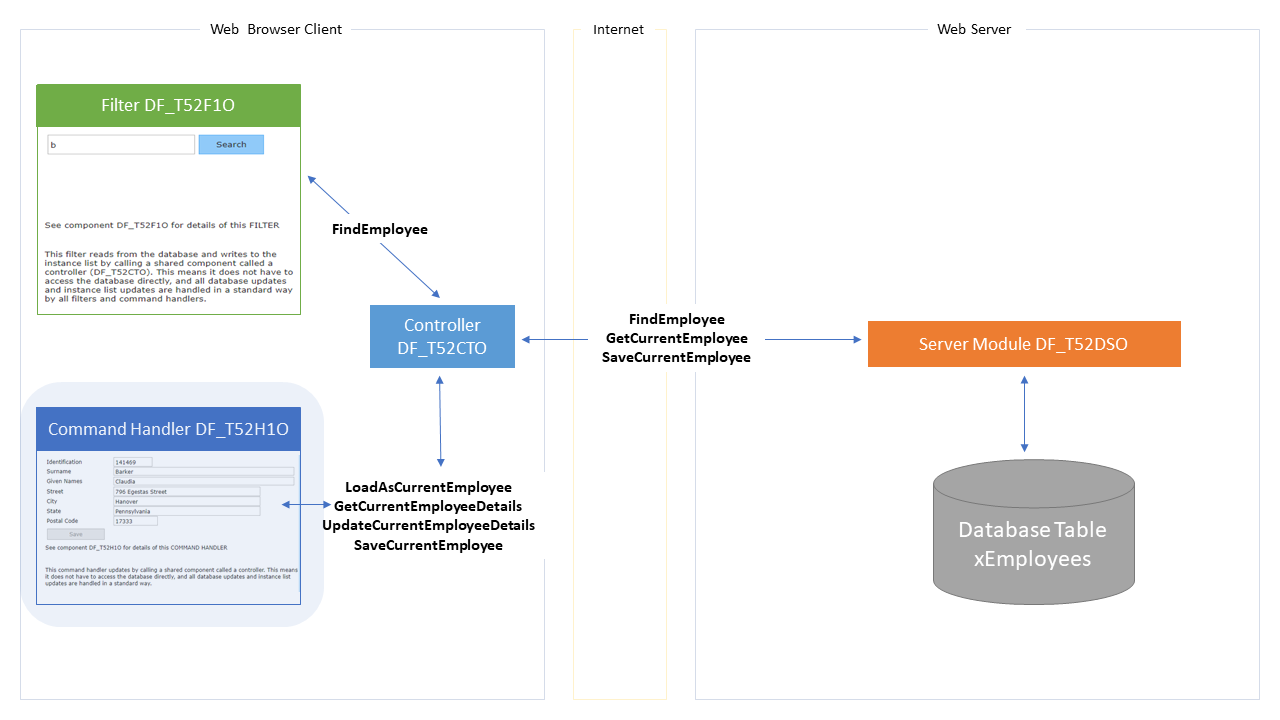 Web Browser Client
Internet
Web Server
Filter DF_T52F1O
b
Search
See component DF_T52F1O for details of this FILTER
This filter reads from the database and writes to the
instance list by calling a shared component called a
controller (DF_T52CTO). This means it does not have to
access the database directly, and all database updates
and instance list updates are handled in a standard way
by all filters and command handlers.
FindEmployee
Controller
DF_T52CTO
FindEmployee
GetCurrentEmployee
SaveCurrentEmployee
Server Module DF_T52DSO
Command Handler DF_T52H1O
Identification 141469
Surname Barker
Given Names Claudia
Street 796 Egestas Street
City Hanover
State Pennsylvania
Postal Code 17333
Save
See component DF_T52H1O for details of this COMMAND HANDLER
This command handler updates by calling a shared component called a controller. This means
it does not have to access the database directly, and all database updates and instance list
updates are handled in a standard way.
LoadAsCurrentEmployee
GetCurrentEmployeeDetails
UpdateCurrentEmployeeDetails
SaveCurrentEmployee
Database Table
xEmployees